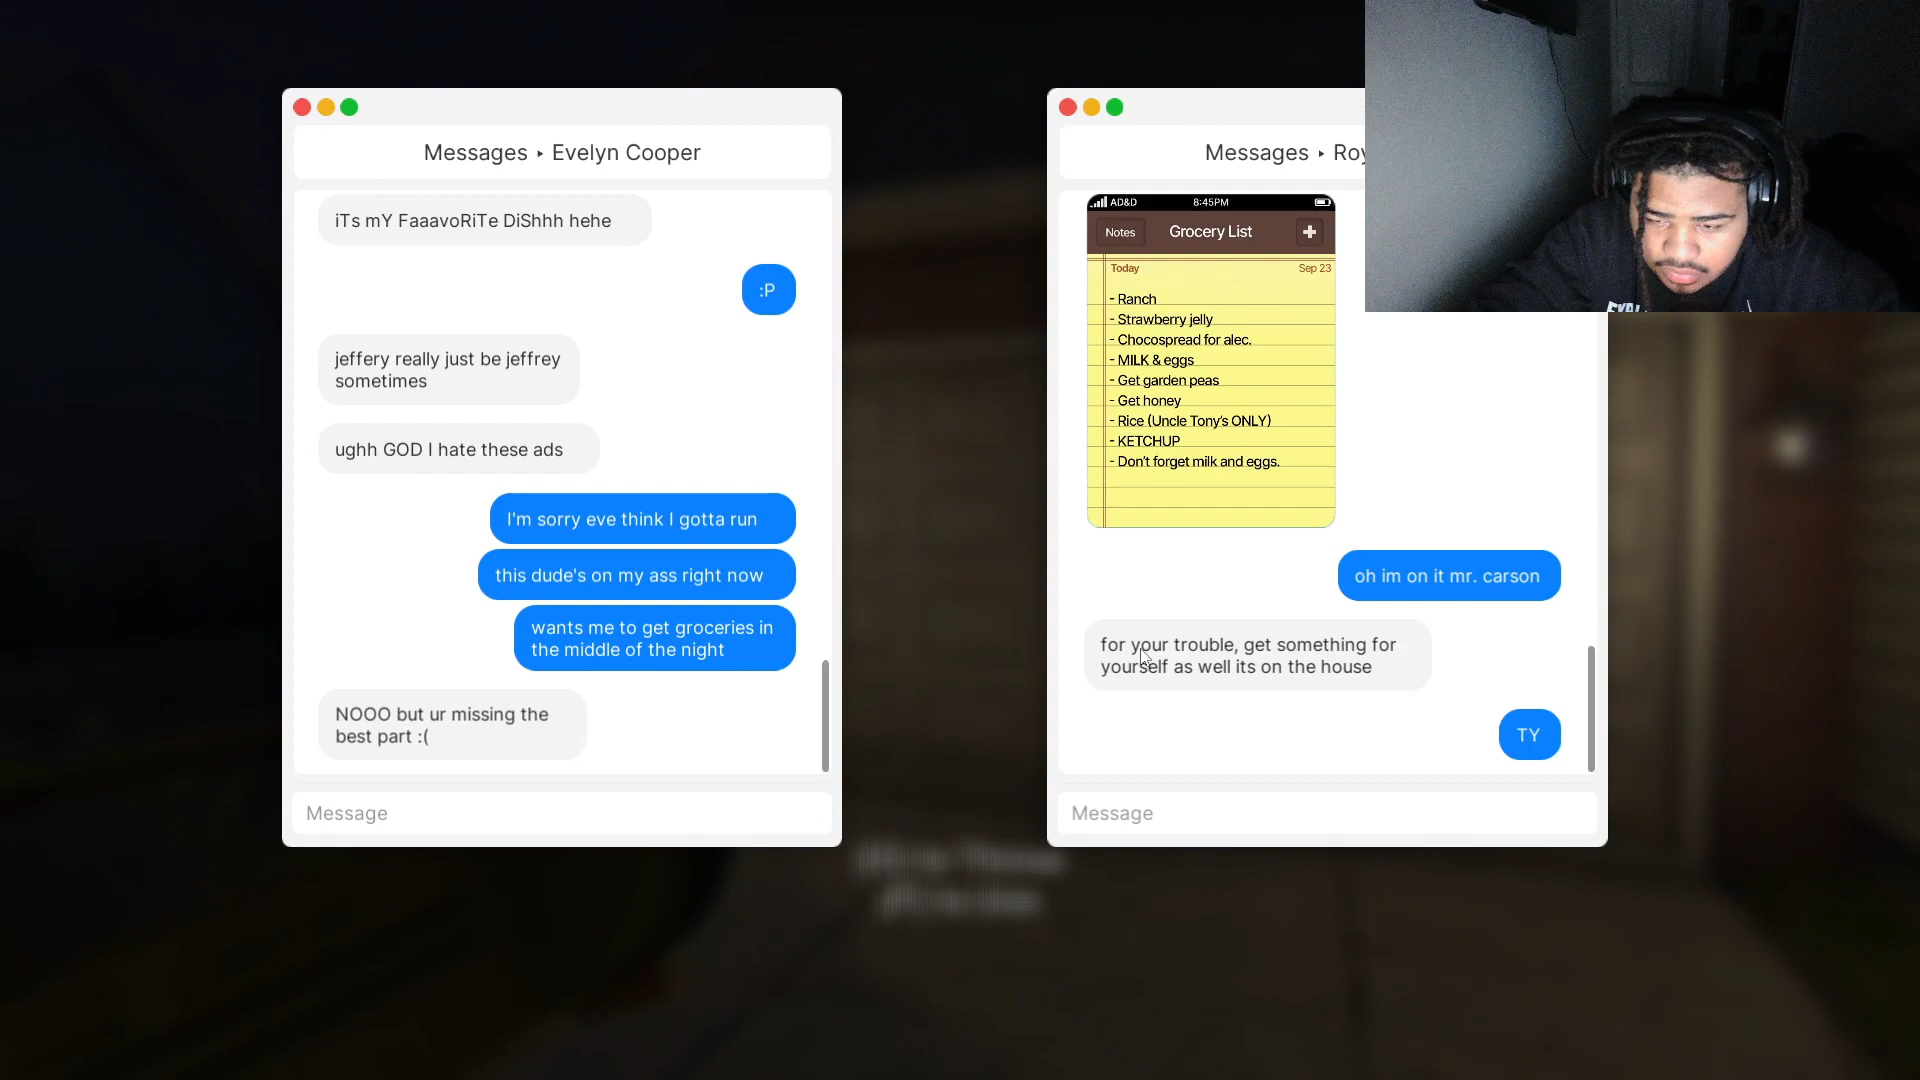 Messages ‣ Evelyn Cooper
iTs mY FaaavoRiTe DiShhh hehe
:P
jeffery really just be jeffrey
sometimes
ughh GOD I hate these ads
I'm sorry eve think I gotta run
this dude's on my ass right now
wants me to get groceries in
the middle of the night
NOOO but ur missing the
best part :(
Message
Messages ‣ Roy
AD&D 8:45PM
Notes Grocery List
Today Sep 23
- Ranch
- Strawberry jelly
- Chocospread for alec.
- MILK & eggs
- Get garden peas
- Get honey
- Rice (Uncle Tony's ONLY)
- KETCHUP
- Don't forget milk and eggs.
oh im on it mr. carson
for your trouble, get something for
yourself as well its on the house
TY
Message